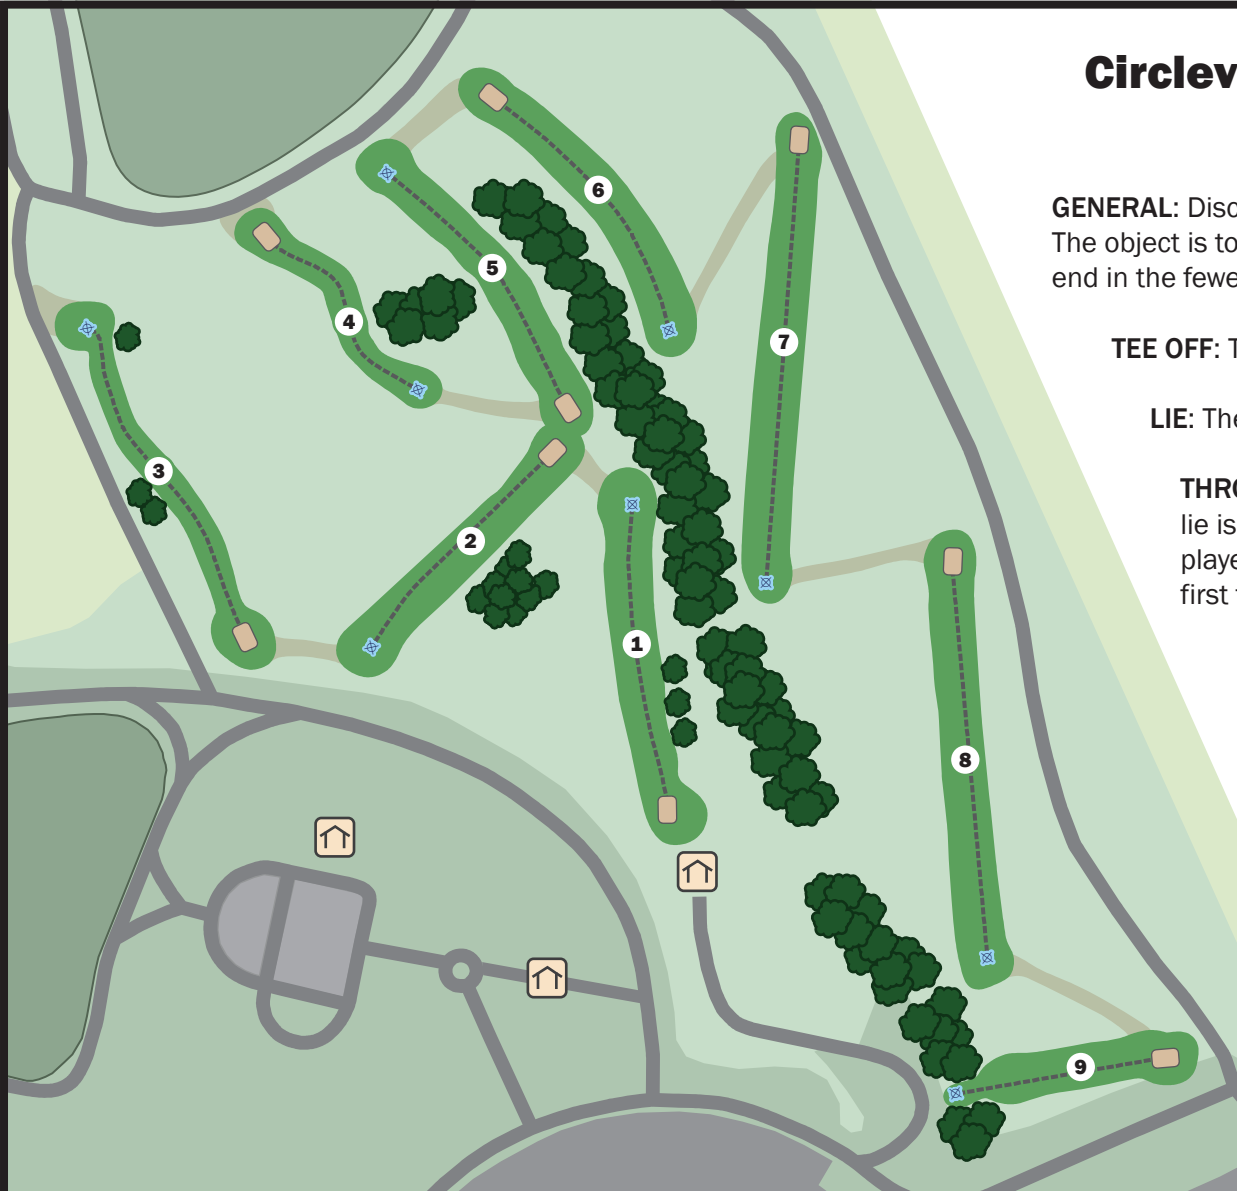 Circlev
GENERAL: Disc
The object is to
end in the fewe
TEE OFF: T
LIE: The
THRO
lie is
playe
first
6
5
4
7
3
2
1
8
9